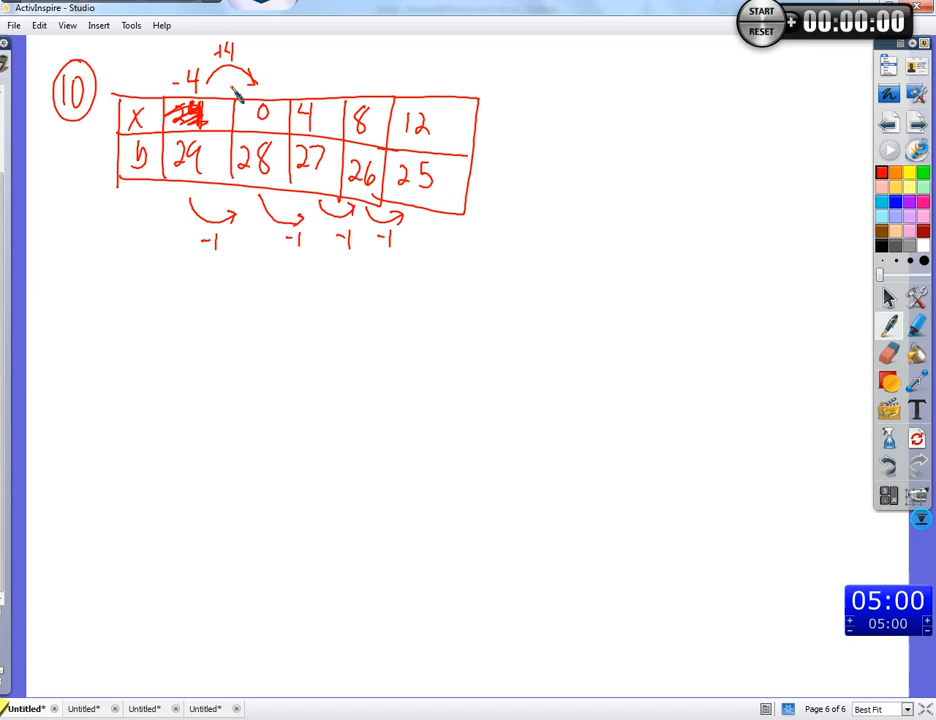 ActivInspire - Studio
START
RESET
+ 00:00:00
-
File Edit View Insert Tools Help
+4
-4
10
X 0 4 8 12
b 29 28 27 26 25
-1 -1 -1 -1
05:00
05:00
Untitled* Untitled* Untitled* Untitled*
Page 6 of 6
Best Fit